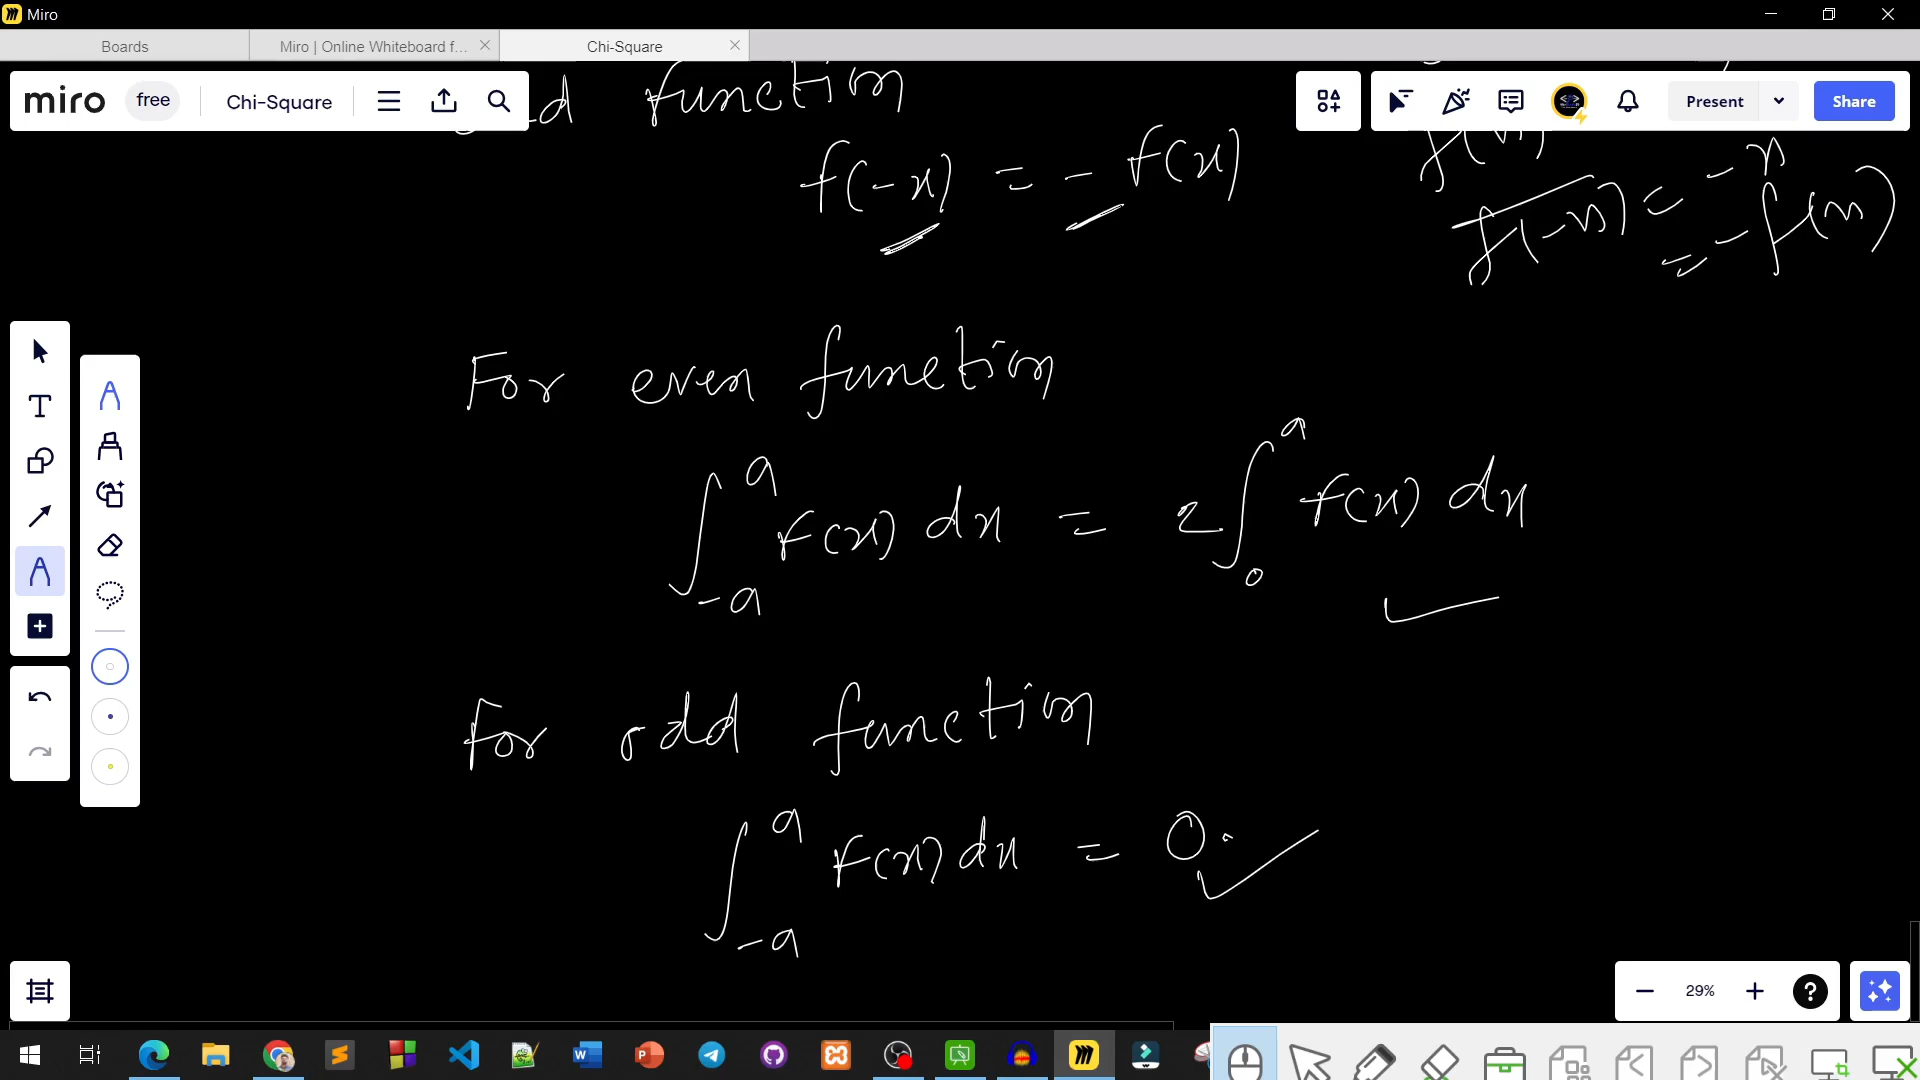 Miro
Boards
Miro | Online Whiteboard f...
Chi-Square
miro
free
Chi-Square
Present
Share
function
f(-x) = - f(x)
= - f(x)
For even function
∫_{-a}^{a} f(x) dx = 2∫_{0}^{a} f(x) dx
For odd function
∫_{-a}^{a} f(x) dx = 0.
29%